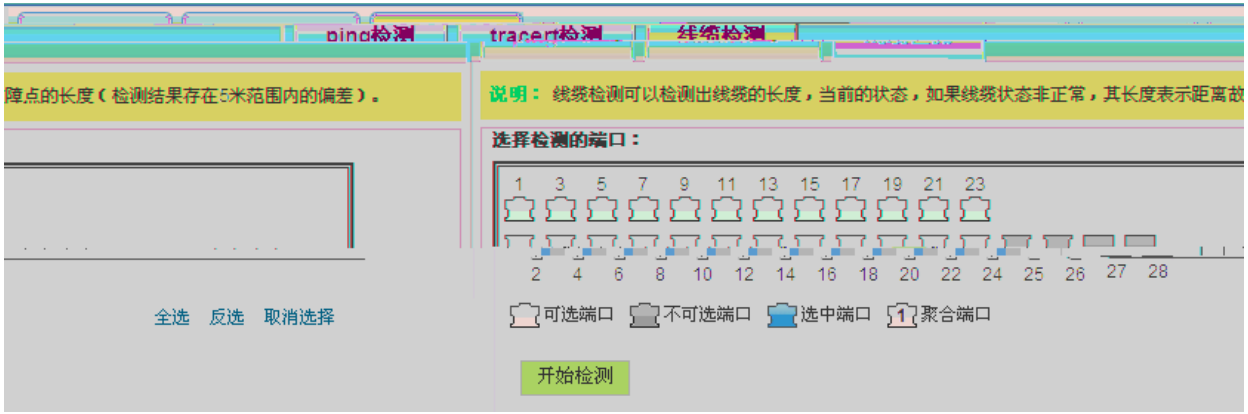 ping检测 tracert检测 线缆检测
障点的长度（检测结果存在5米范围内的偏差）。
说明： 线缆检测可以检测出线缆的长度，当前的状态，如果线缆状态非正常，其长度表示距离故
选择检测的端口：
1 3 5 7 9 11 13 15 17 19 21 23
2 4 6 8 10 12 14 16 18 20 22 24 25 26 27 28
全选 反选 取消选择
可选端口 不可选端口 选中端口 1 聚合端口
开始检测